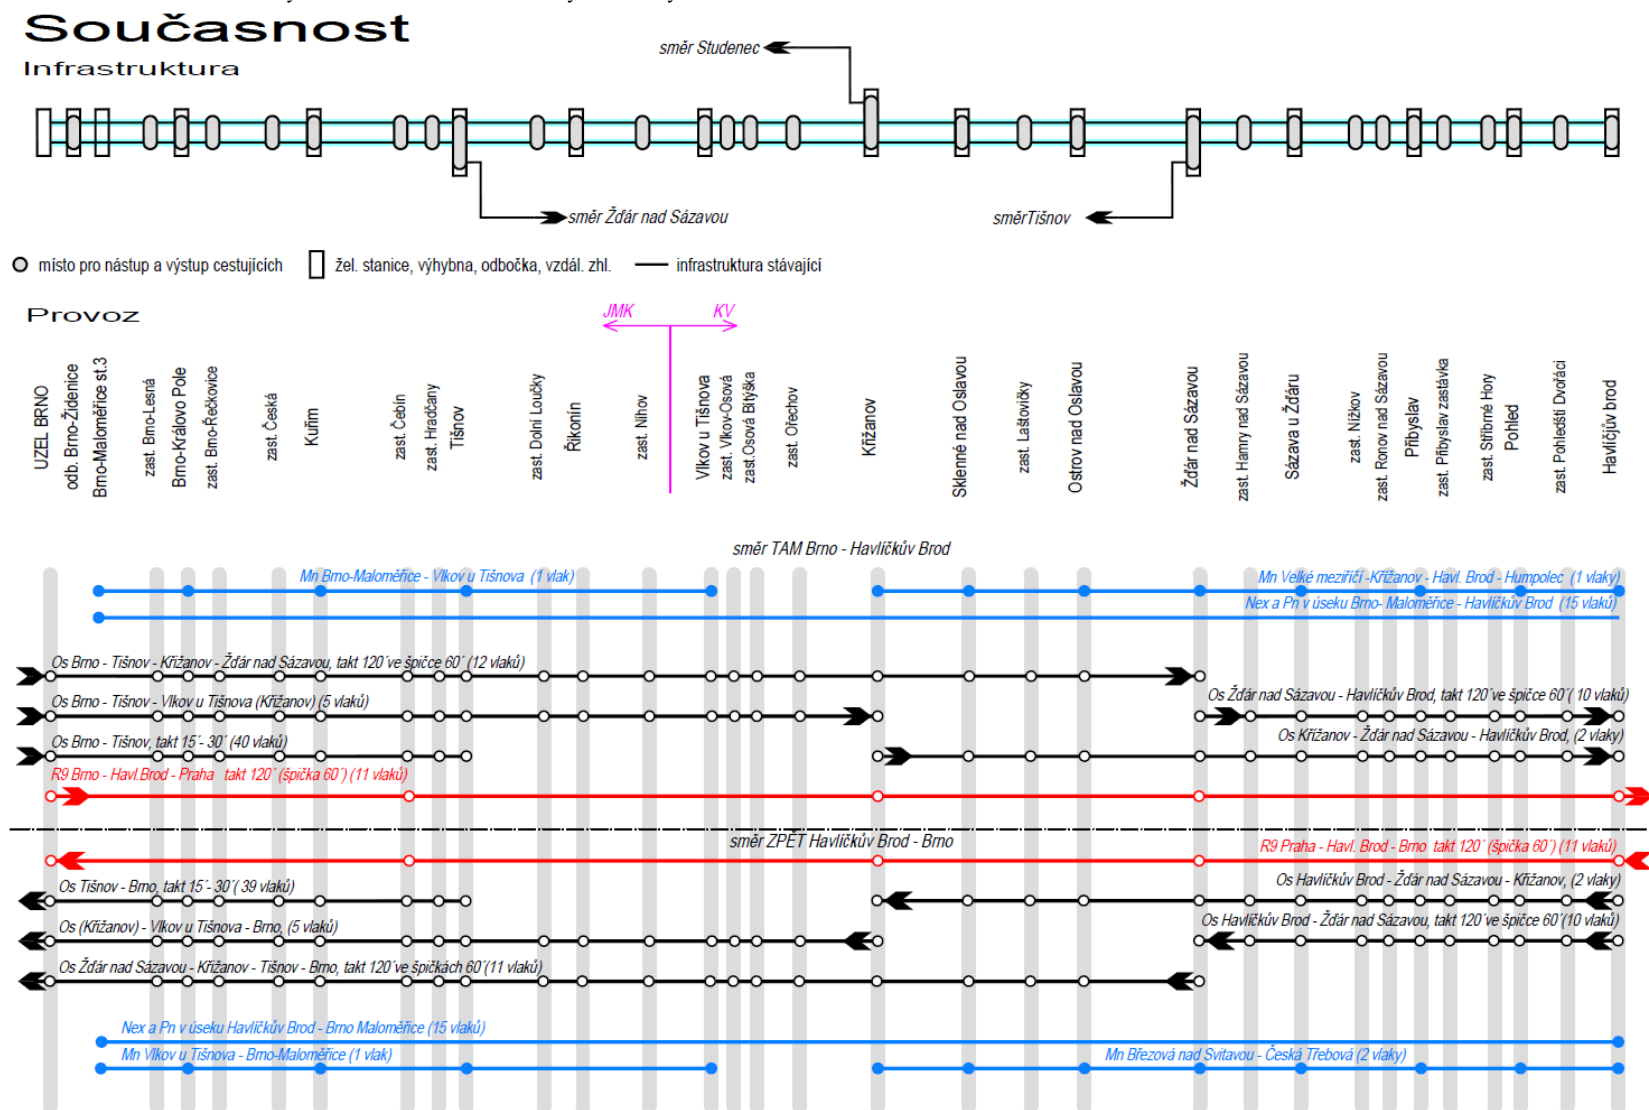 Současnost
Infrastruktura
směr Studenec
směr Žďár nad Sázavou
směrTišnov
místo pro nástup a výstup cestujících
žel. stanice, výhybna, odbočka, vzdál. zhl.
infrastruktura stávající
Provoz
JMK
KV
UZEL BRNO
odb. Brno-Židenice
Brno-Maloměřice st.3
zast. Brno-Lesná
Brno-Královo Pole
zast. Brno-Řečkovice
zast. Česká
Kuřim
zast. Čebín
zast. Hradčany
Tišnov
zast. Dolní Loučky
Řikonín
zast. Níhov
Vlkov u Tišnova
zast. Vlkov-Osová
zast.Osová Bítýška
zast. Ořechov
Křižanov
Sklenné nad Oslavou
zast. Laštovičky
Ostrov nad Oslavou
Žďár nad Sázavou
zast. Hamry nad Sázavou
Sázava u Žďáru
zast. Nížkov
zast. Ronov nad Sázavou
Přibyslav
zast. Přibyslav zastávka
zast. Stříbrné Hory
Pohled
zast. Pohledští Dvořáci
Havlíčjův brod
směr TAM Brno - Havlíčkův Brod
Mn Brno-Maloměřice - Vlkov u Tišnova (1 vlak)
Mn Velké meziříčí -Křižanov - Havl. Brod - Humpolec (1 vlaky)
Nex a Pn v úseku Brno- Maloměřice - Havlíčkův Brod (15 vlaků)
Os Brno - Tišnov - Křižanov - Žďár nad Sázavou, takt 120´ve špičce 60´ (12 vlaků)
Os Brno - Tišnov - Vlkov u Tišnova (Křižanov) (5 vlaků)
Os Žďár nad Sázavou - Havlíčkův Brod, takt 120´ve špičce 60´( 10 vlaků)
Os Brno - Tišnov, takt 15´- 30´ (40 vlaků)
Os Křižanov - Žďár nad Sázavou - Havlíčkův Brod, (2 vlaky)
R9 Brno - Havl.Brod - Praha takt 120´ (špička 60´) (11 vlaků)
směr ZPĚT Havlíčkův Brod - Brno
R9 Praha - Havl. Brod - Brno takt 120´ (špička 60´) (11 vlaků)
Os Tišnov - Brno, takt 15´- 30´( 39 vlaků)
Os Havlíčkův Brod - Žďár nad Sázavou - Křižanov, (2 vlaky)
Os (Křižanov) - Vlkov u Tišnova - Brno, (5 vlaků)
Os Havlíčkův Brod - Žďár nad Sázavou, takt 120´ve špičce 60´(10 vlaků)
Os Žďár nad Sázavou - Křižanov - Tišnov - Brno, takt 120´ve špičkách 60´(11 vlaků)
Nex a Pn v úseku Havlíčkův Brod - Brno Maloměřice (15 vlaků)
Mn Vlkov u Tišnova - Brno-Maloměřice (1 vlak)
Mn Březová nad Svitavou - Česká Třebová (2 vlaky)